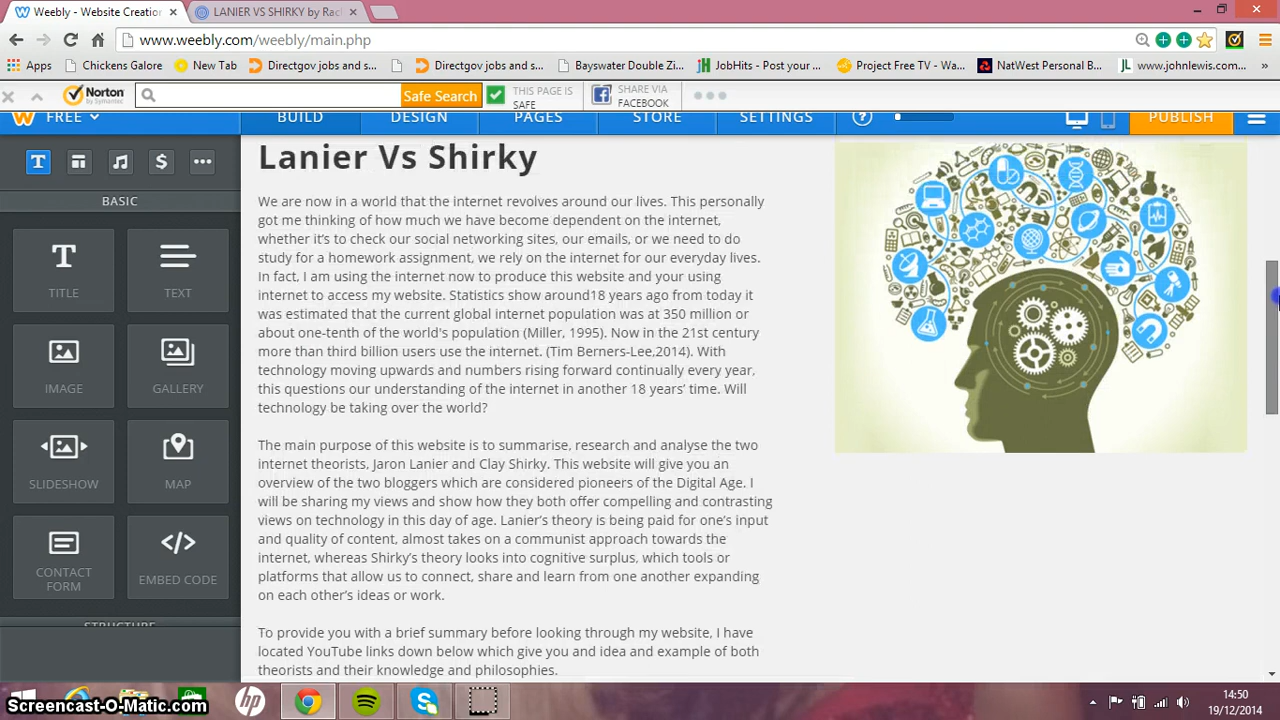 Weebly - Website Creation
LANIER VS SHIRKY by Rac
www.weebly.com/weebly/main.php
Apps
Chickens Galore
New Tab
Directgov jobs and s...
Directgov jobs and s...
Bayswater Double Zi...
JobHits - Post your ...
Project Free TV - Wa...
NatWest Personal B...
www.johnlewis.com...
Norton
by Symantec
Safe Search
THIS PAGE IS
SAFE
SHARE VIA
FACEBOOK
FREE
BUILD
DESIGN
PAGES
STORE
SETTINGS
PUBLISH
BASIC
TITLE
TEXT
IMAGE
GALLERY
SLIDESHOW
MAP
CONTACT
FORM
EMBED CODE
STRUCTURE
Lanier Vs Shirky
We are now in a world that the internet revolves around our lives. This personally
got me thinking of how much we have become dependent on the internet,
whether it's to check our social networking sites, our emails, or we need to do
study for a homework assignment, we rely on the internet for our everyday lives.
In fact, I am using the internet now to produce this website and your using
internet to access my website. Statistics show around18 years ago from today it
was estimated that the current global internet population was at 350 million or
about one-tenth of the world's population (Miller, 1995). Now in the 21st century
more than third billion users use the internet. (Tim Berners-Lee,2014). With
technology moving upwards and numbers rising forward continually every year,
this questions our understanding of the internet in another 18 years' time. Will
technology be taking over the world?
The main purpose of this website is to summarise, research and analyse the two
internet theorists, Jaron Lanier and Clay Shirky. This website will give you an
overview of the two bloggers which are considered pioneers of the Digital Age. I
will be sharing my views and show how they both offer compelling and contrasting
views on technology in this day of age. Lanier's theory is being paid for one's input
and quality of content, almost takes on a communist approach towards the
internet, whereas Shirky's theory looks into cognitive surplus, which tools or
platforms that allow us to connect, share and learn from one another expanding
on each other's ideas or work.
To provide you with a brief summary before looking through my website, I have
located YouTube links down below which give you and idea and example of both
theorists and their knowledge and philosophies.
Screencast-O-Matic.com
14:50
19/12/2014